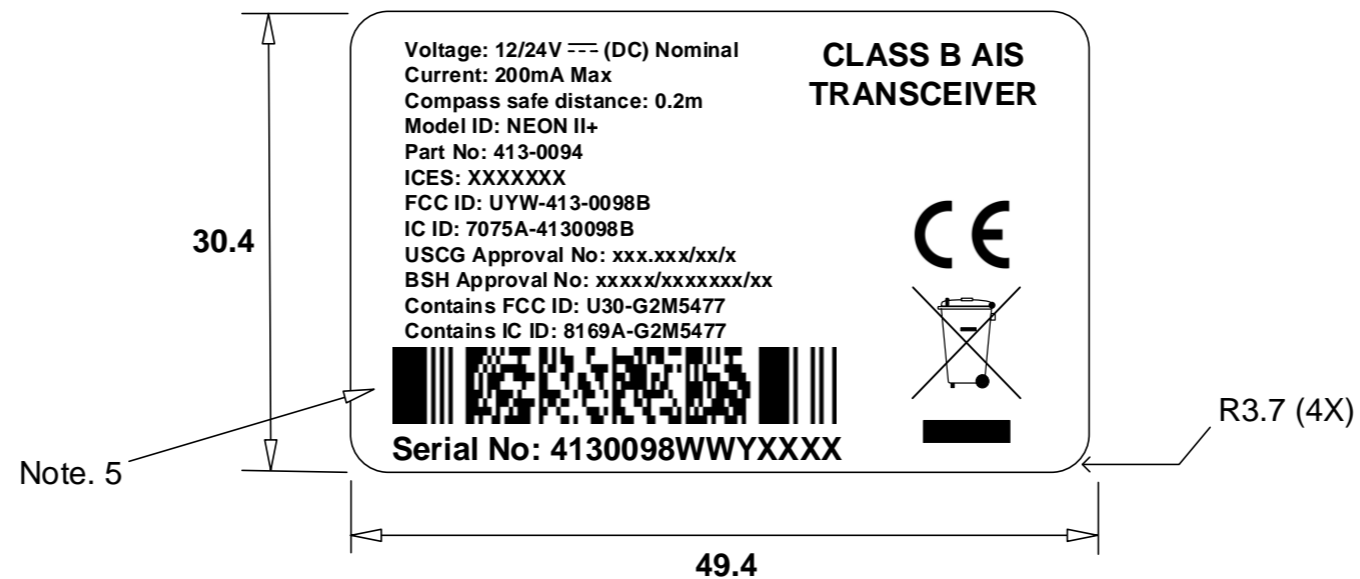 Voltage: 12/24V ⎓ (DC) Nominal
Current: 200mA Max
Compass safe distance: 0.2m
Model ID: NEON II+
Part No: 413-0094
ICES: XXXXXXX
FCC ID: UYW-413-0098B
IC ID: 7075A-4130098B
USCG Approval No: xxx.xxx/xx/x
BSH Approval No: xxxxx/xxxxxxx/xx
Contains FCC ID: U30-G2M5477
Contains IC ID: 8169A-G2M5477
Serial No: 4130098WWYXXXX
CLASS B AIS
TRANSCEIVER
CE
30.4
Note. 5
R3.7 (4X)
49.4